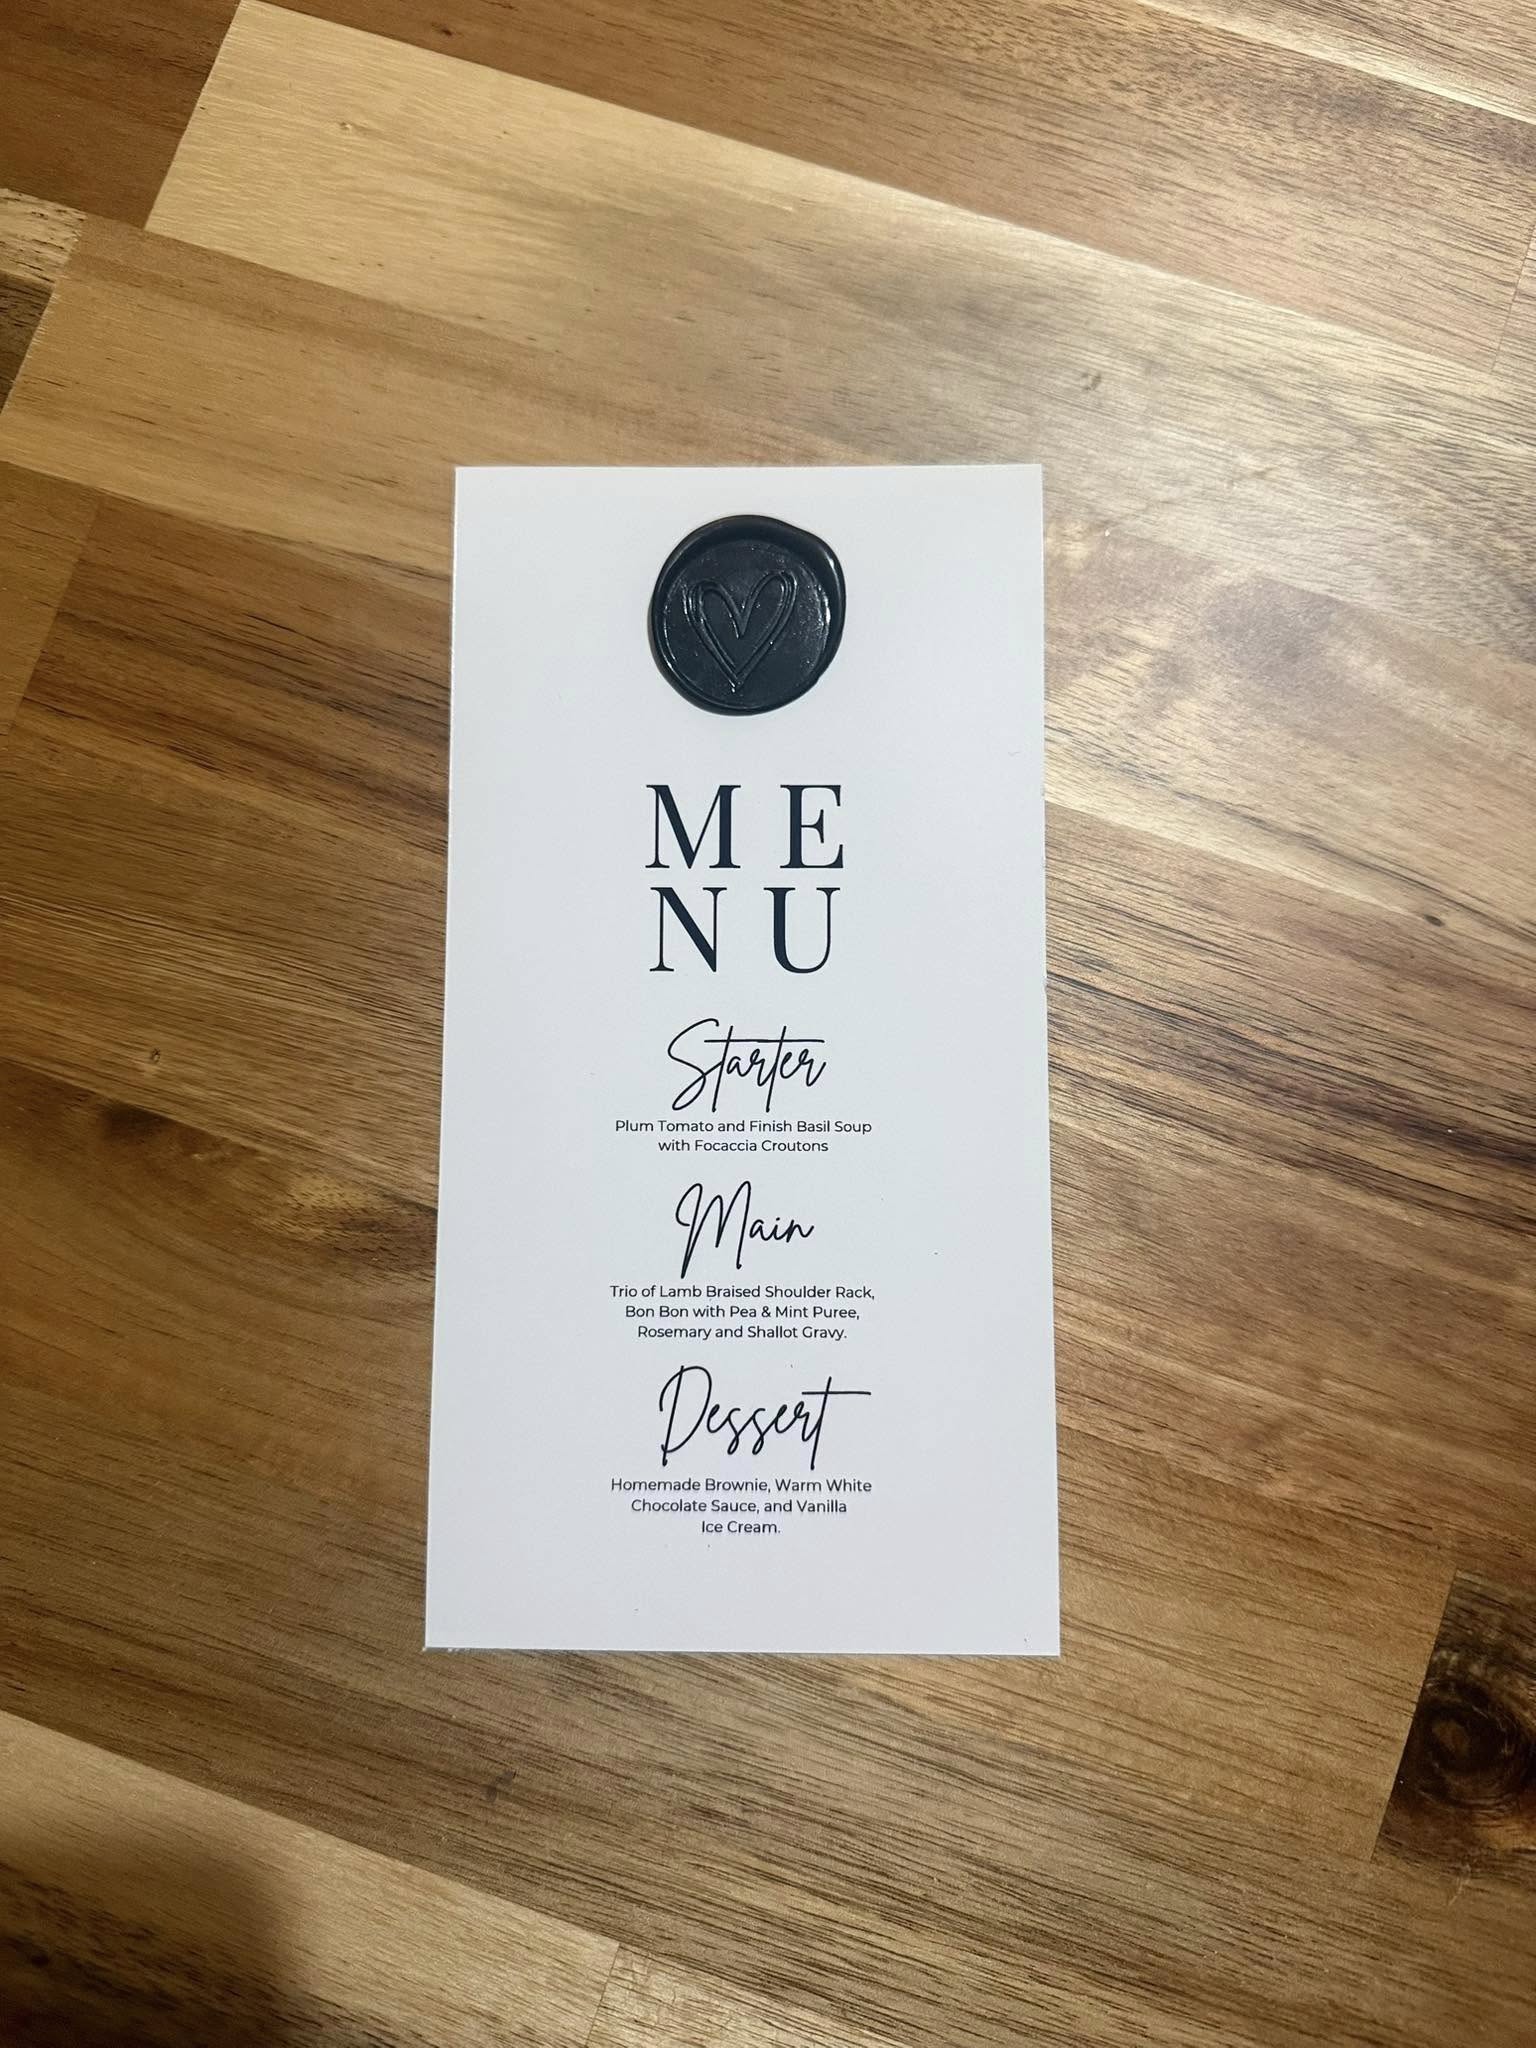 M E
N U
Starter
Plum Tomato and Finish Basil Soup
with Focaccia Croutons
Main
Trio of Lamb Braised Shoulder Rack,
Bon Bon with Pea & Mint Puree,
Rosemary and Shallot Gravy.
Dessert
Homemade Brownie, Warm White
Chocolate Sauce, and Vanilla
Ice Cream.